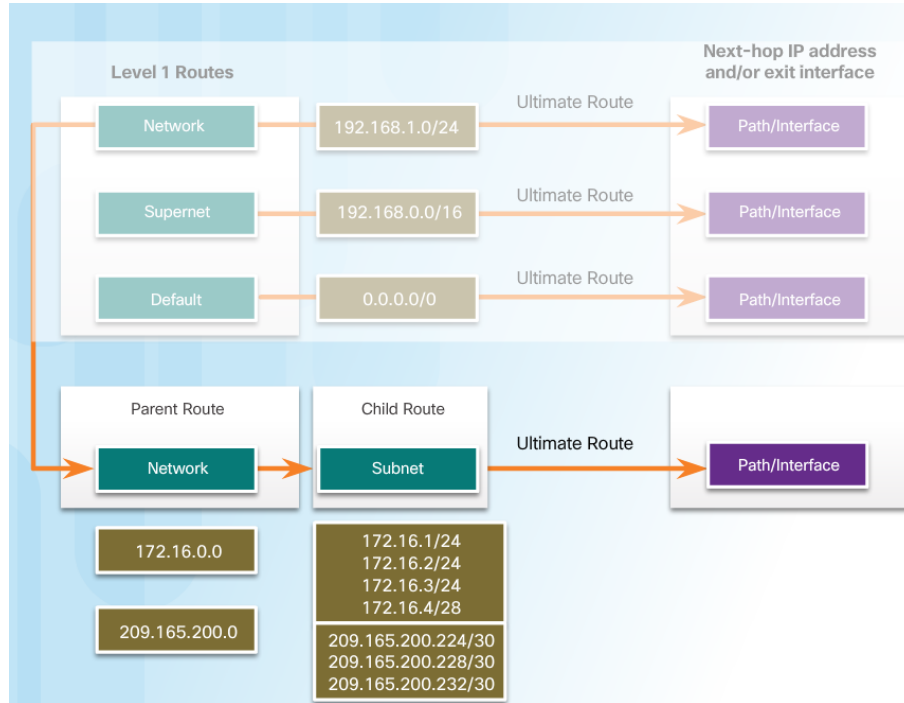 Level 1 Routes
Next-hop IP address
and/or exit interface
Network
192.168.1.0/24
Ultimate Route
Path/Interface
Supernet
192.168.0.0/16
Ultimate Route
Path/Interface
Default
0.0.0.0/0
Ultimate Route
Path/Interface
Parent Route
Child Route
Network
Subnet
Ultimate Route
Path/Interface
172.16.0.0
209.165.200.0
172.16.1/24
172.16.2/24
172.16.3/24
172.16.4/28
209.165.200.224/30
209.165.200.228/30
209.165.200.232/30